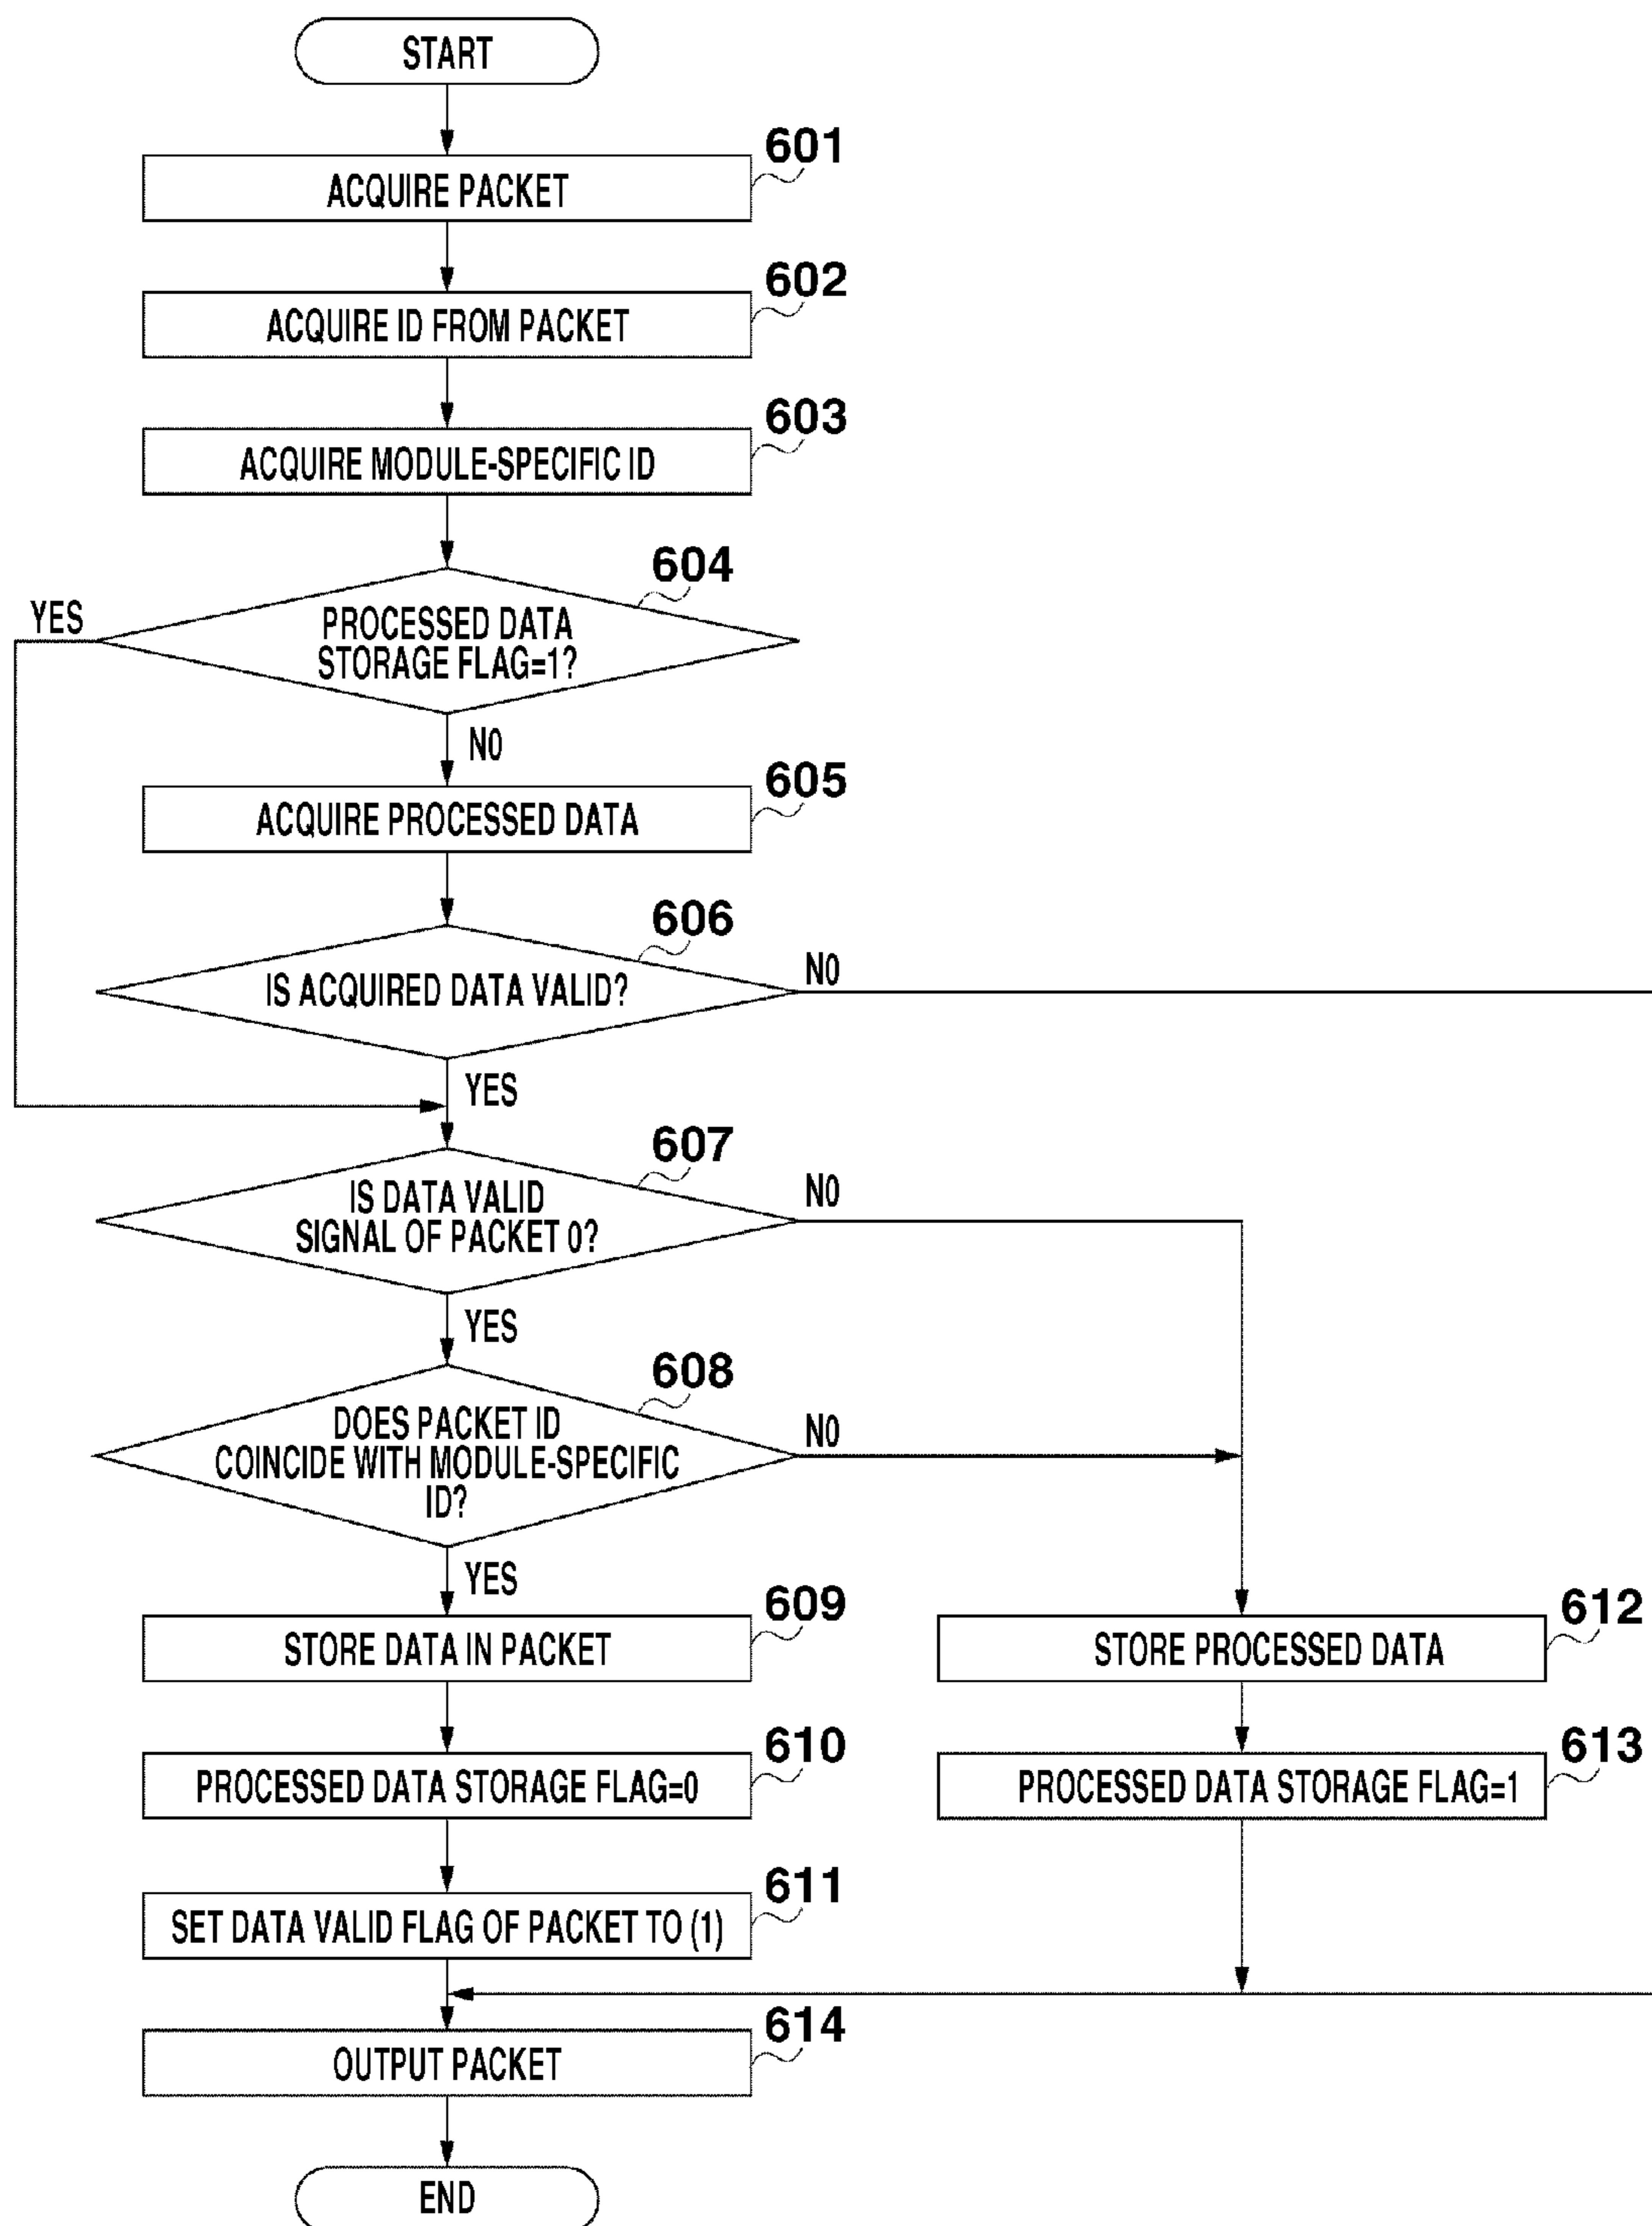 START
601
ACQUIRE PACKET
602
ACQUIRE ID FROM PACKET
603
ACQUIRE MODULE-SPECIFIC ID
604
YES
PROCESSED DATA
STORAGE FLAG=1?
NO
605
ACQUIRE PROCESSED DATA
606
NO
IS ACQUIRED DATA VALID?
YES
607
NO
IS DATA VALID
SIGNAL OF PACKET 0?
YES
608
NO
DOES PACKET ID
COINCIDE WITH MODULE-SPECIFIC
ID?
YES
609
STORE DATA IN PACKET
612
STORE PROCESSED DATA
610
PROCESSED DATA STORAGE FLAG=0
613
PROCESSED DATA STORAGE FLAG=1
611
SET DATA VALID FLAG OF PACKET TO (1)
614
OUTPUT PACKET
END